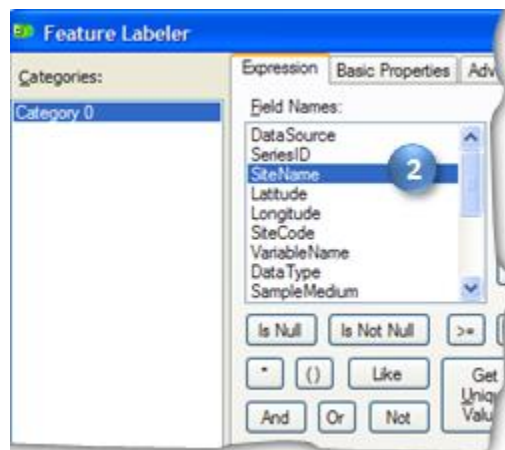 Feature Labeler
Categories:
Category 0
Expression Basic Properties Adv
Field Names:
DataSource
SeriesID
SiteName
2
Latitude
Longitude
SiteCode
VariableName
DataType
SampleMedium
Is Null Is Not Null >=
* () Like Get
Uniq
Valu
And Or Not